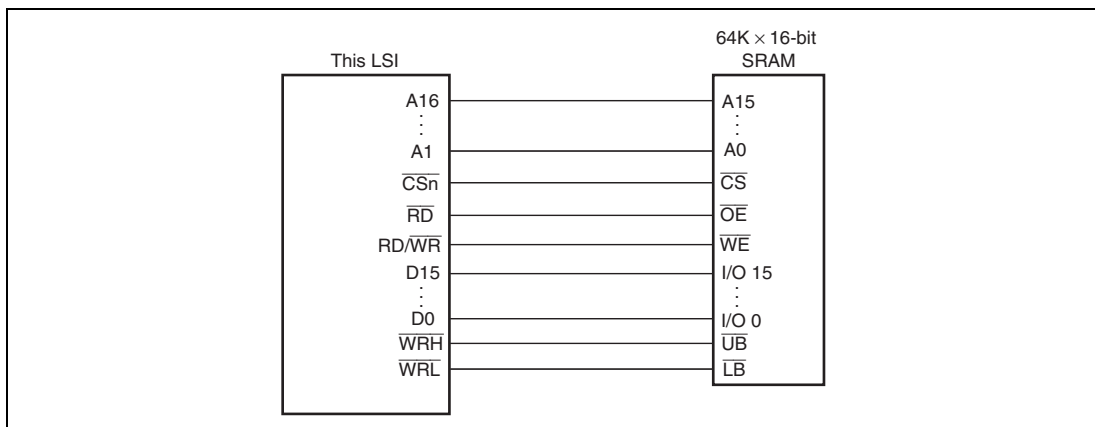 This LSI
64K × 16-bit
SRAM
A16 A15
A1 A0
CSn CS
RD OE
RD/WR WE
D15 I/O 15
D0 I/O 0
WRH UB
WRL LB